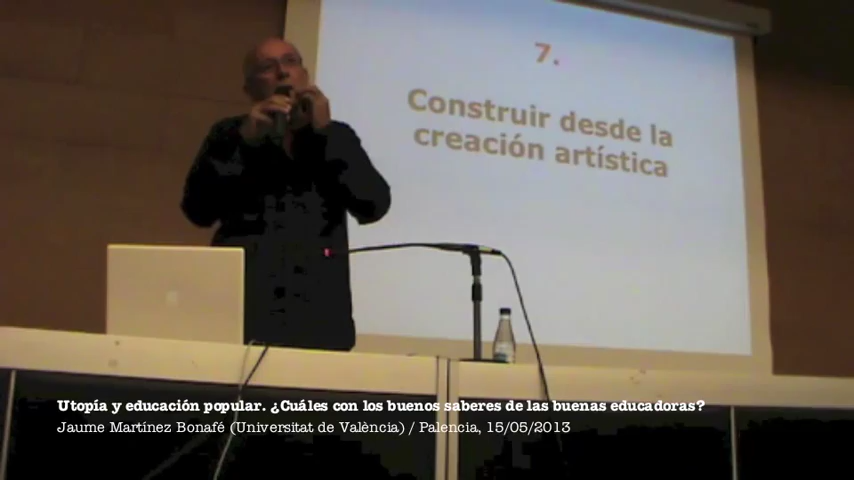 7.
Construir desde la
creación artística
Utopía y educación popular. ¿Cuáles con los buenos saberes de las buenas educadoras?
Jaume Martínez Bonafé (Universitat de València) / Palencia, 15/05/2013